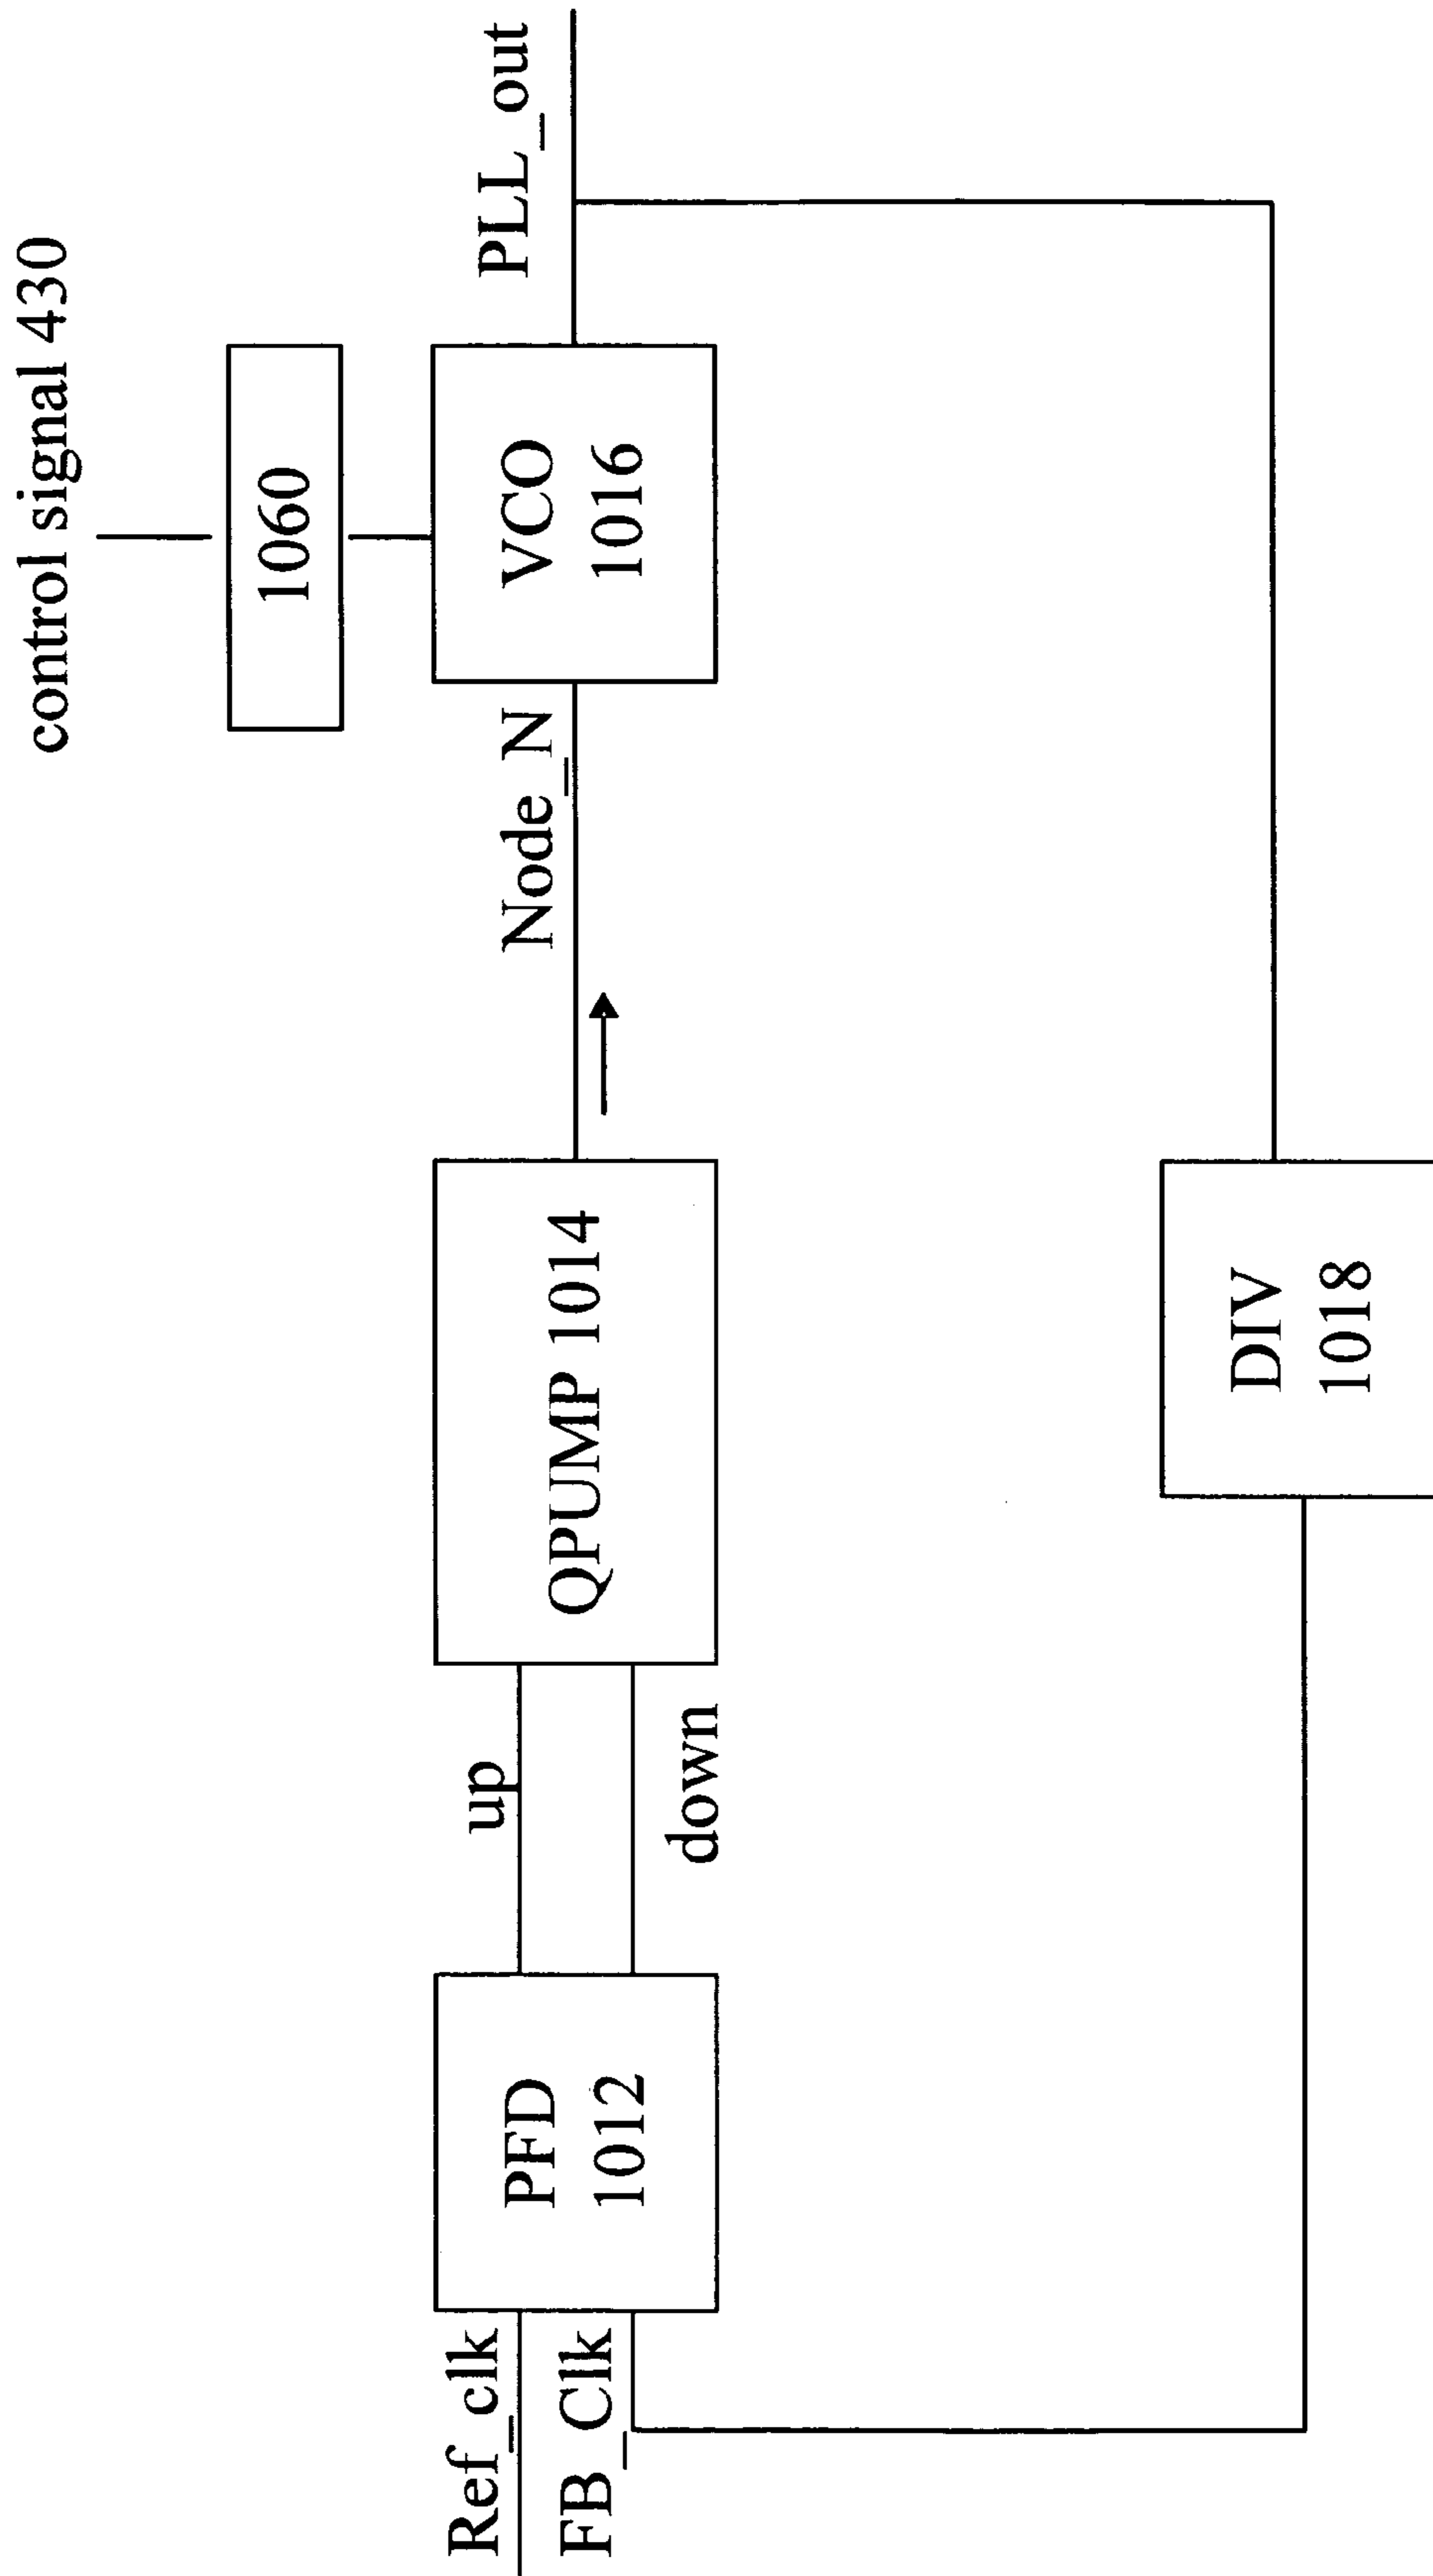 control signal 430
1060
Ref_clk
FB_Clk
PFD
1012
up
down
QPUMP 1014
Node_N
VCO
1016
PLL_out
DIV
1018